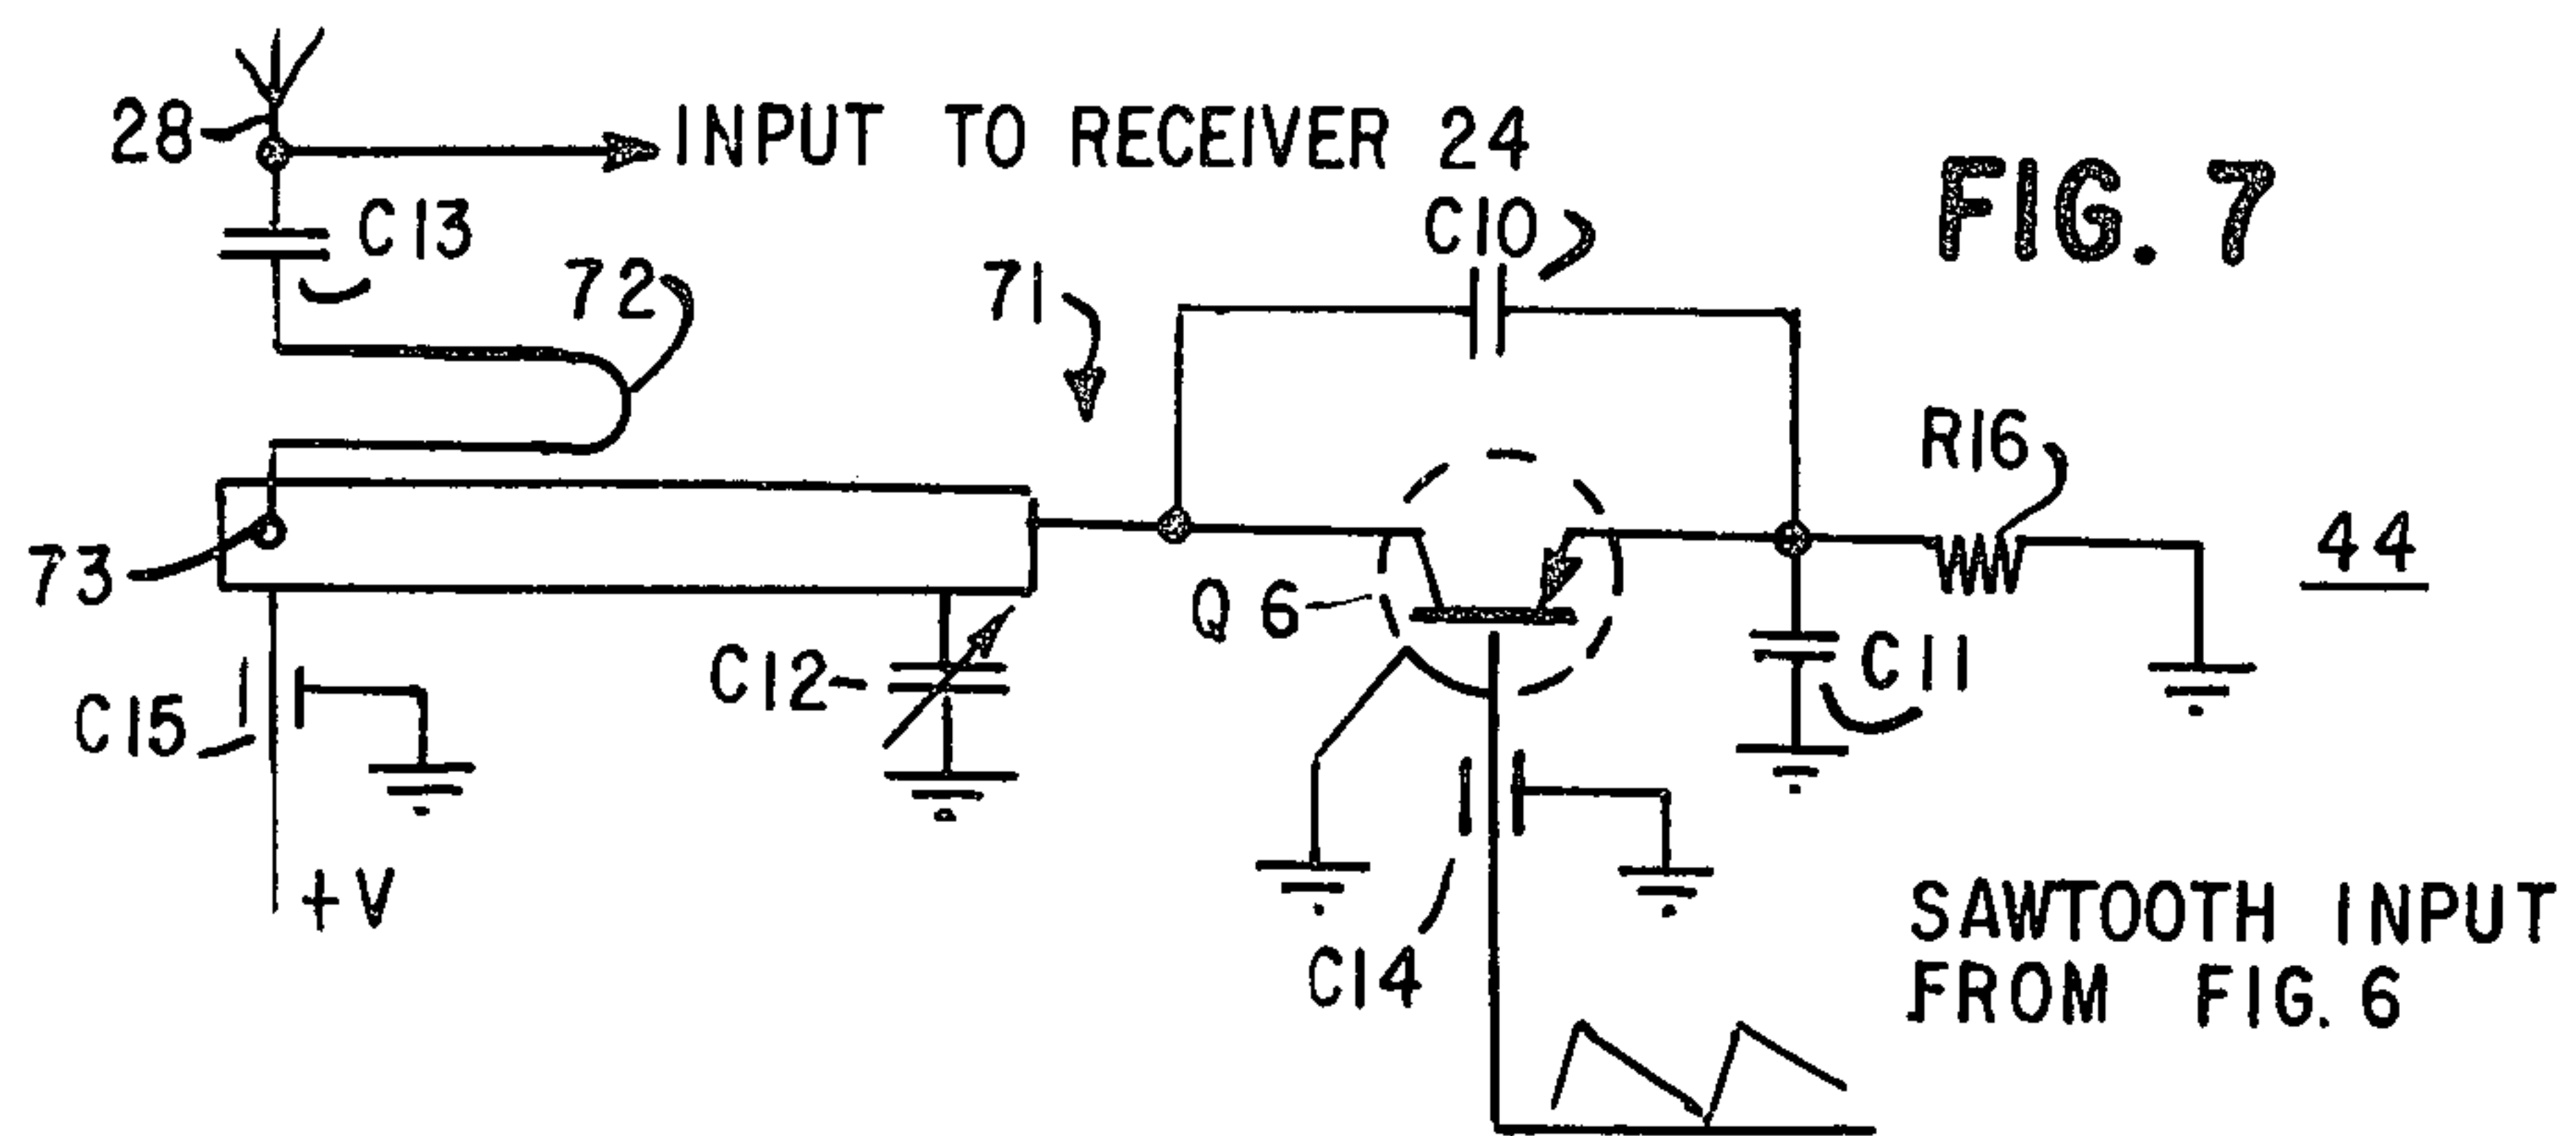 28
INPUT TO RECEIVER 24
FIG. 7
C13
C10
72
71
R16
73
Q6
44
C12
C11
C15
+V
C14
SAWTOOTH INPUT
FROM FIG. 6